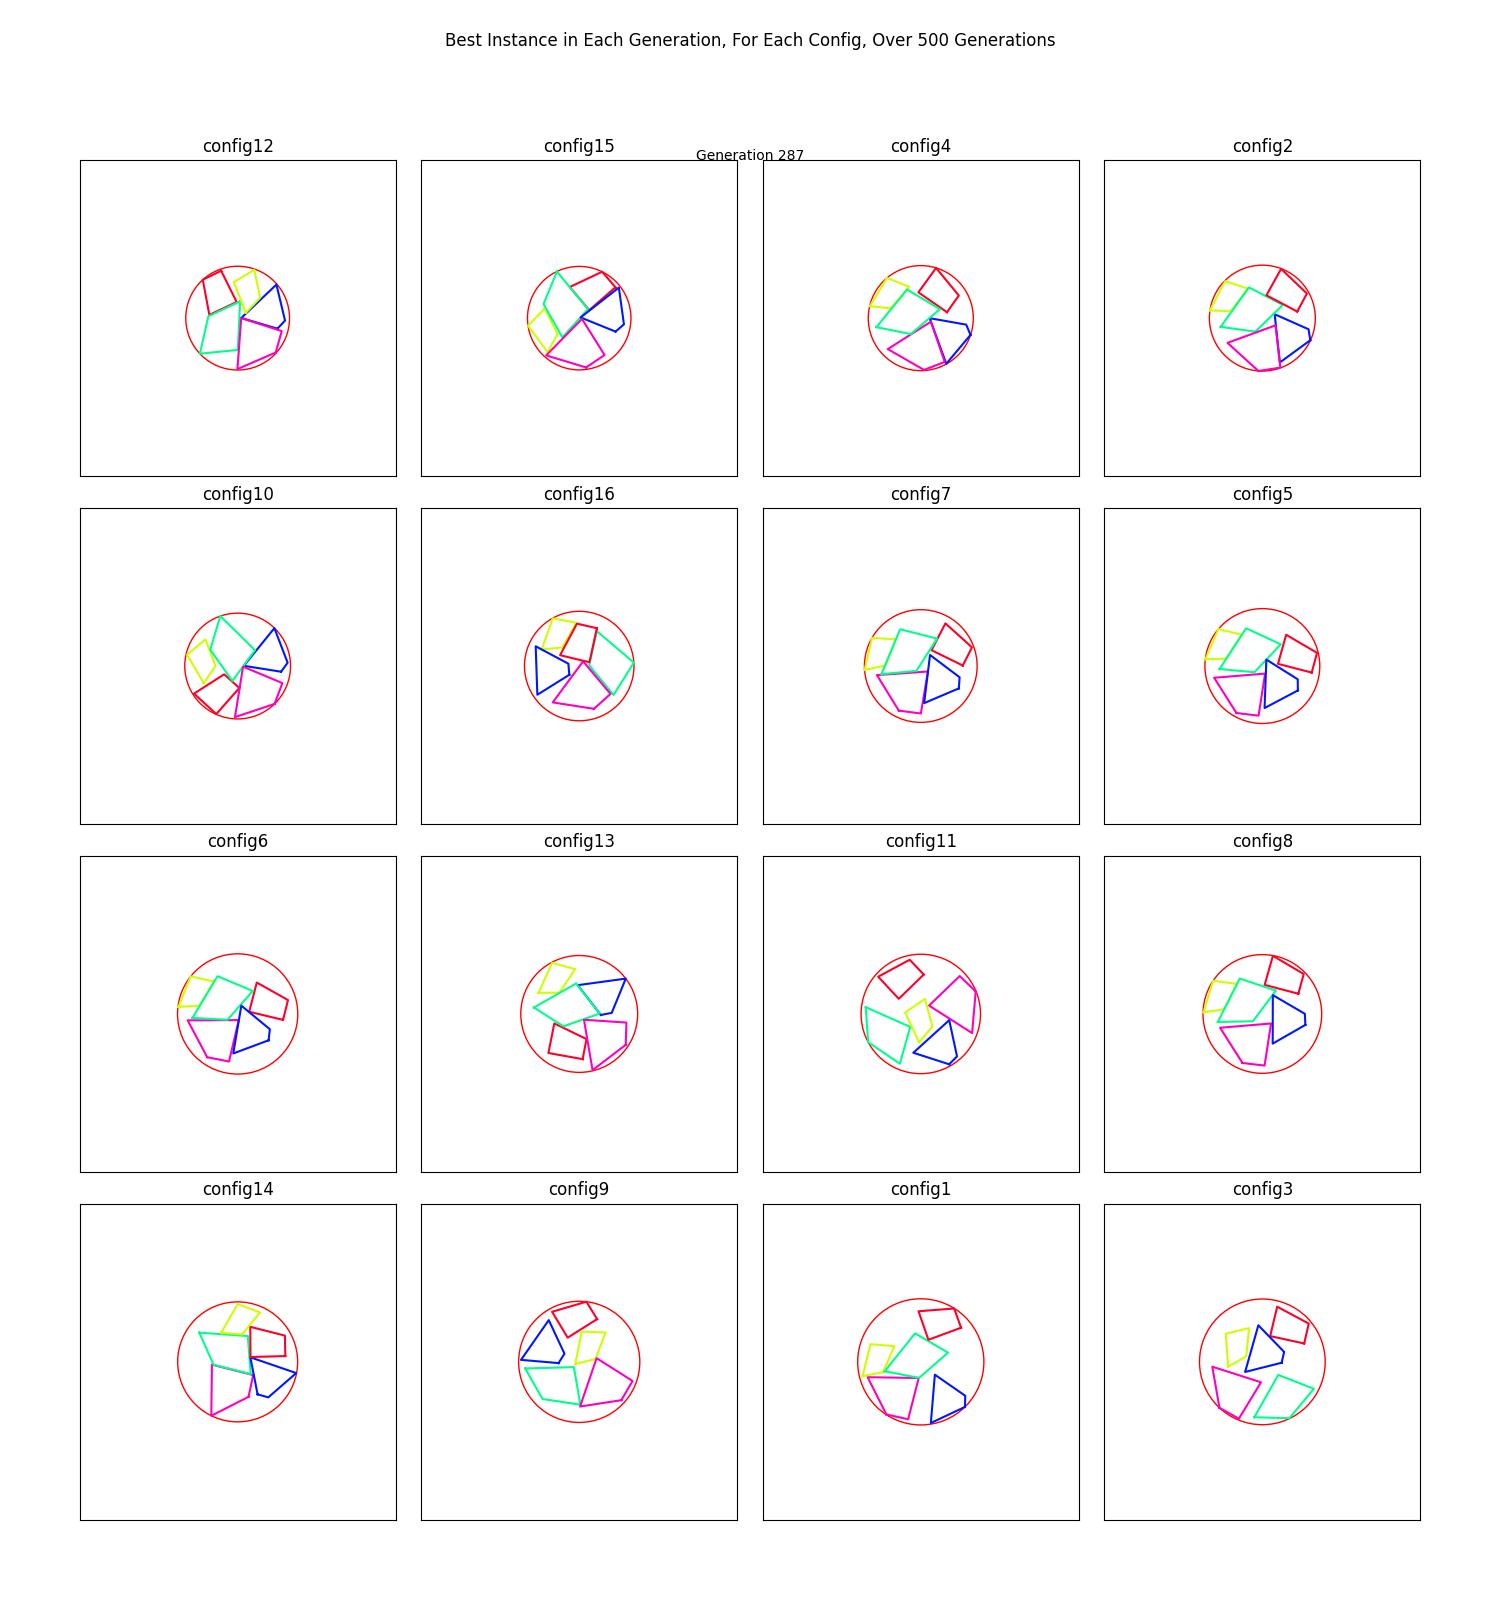 Best Instance in Each Generation, For Each Config, Over 500 Generations
config12
config15
config4
config2
Generation 287
config10
config16
config7
config5
config6
config13
config11
config8
config14
config9
config1
config3